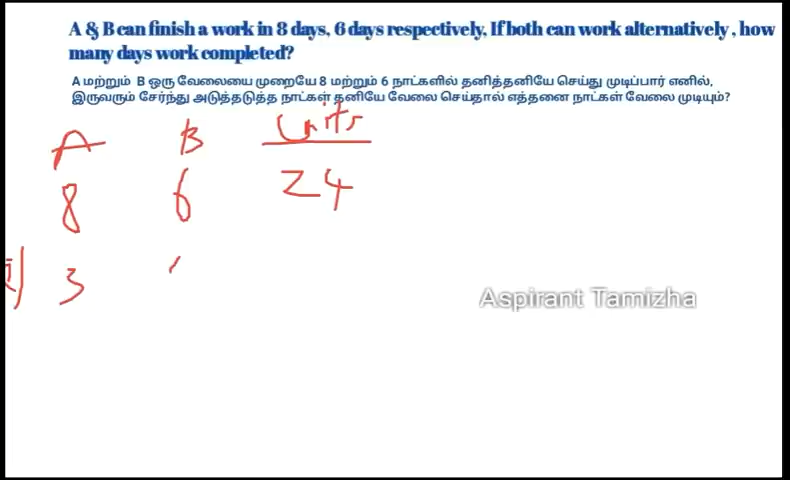 A & B can finish a work in 8 days, 6 days respectively, If both can work alternatively , how
many days work completed?
A மற்றும் B ஒரு வேலையை முறையே 8 மற்றும் 6 நாட்களில் தனித்தனியே செய்து முடிப்பார் எனில்,
இருவரும் சேர்ந்து அடுத்தடுத்த நாட்கள் தனியே வேலை செய்தால் எத்தனை நாட்கள் வேலை முடியும்?
A B Units
8 6 24
3
Aspirant Tamizha